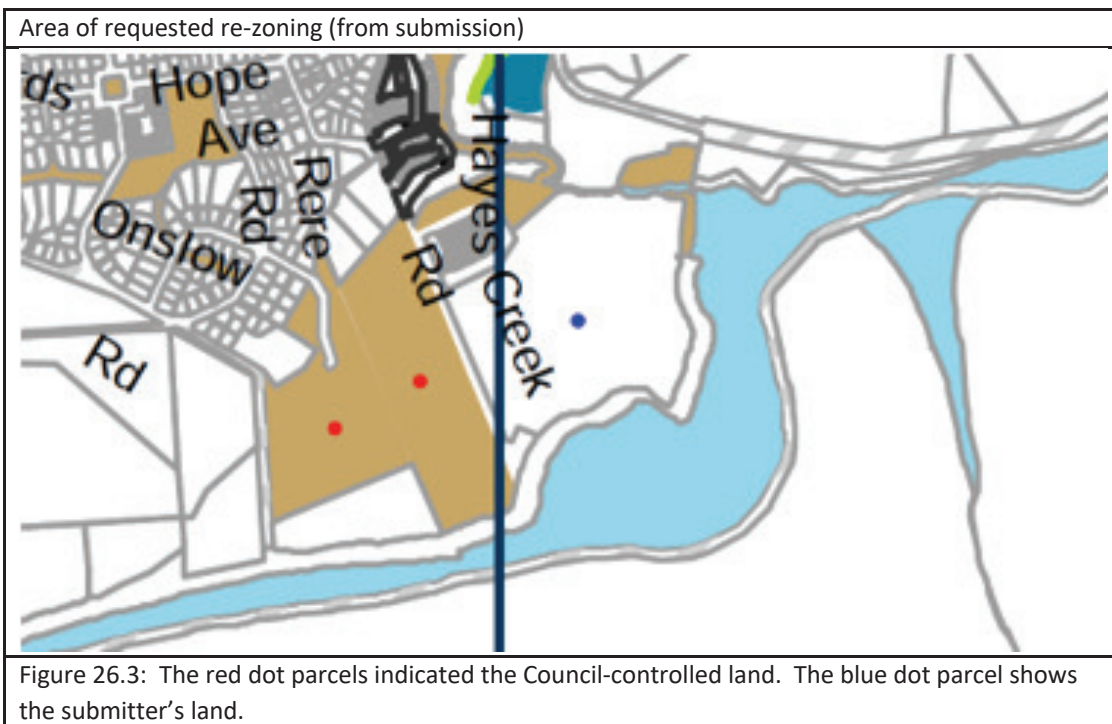 Area of requested re-zoning (from submission)
ds
Hope
Ave
Rere
Rd
Onslow
Rd
Hayes Creek
Rd
Figure 26.3: The red dot parcels indicated the Council-controlled land. The blue dot parcel shows
the submitter's land.